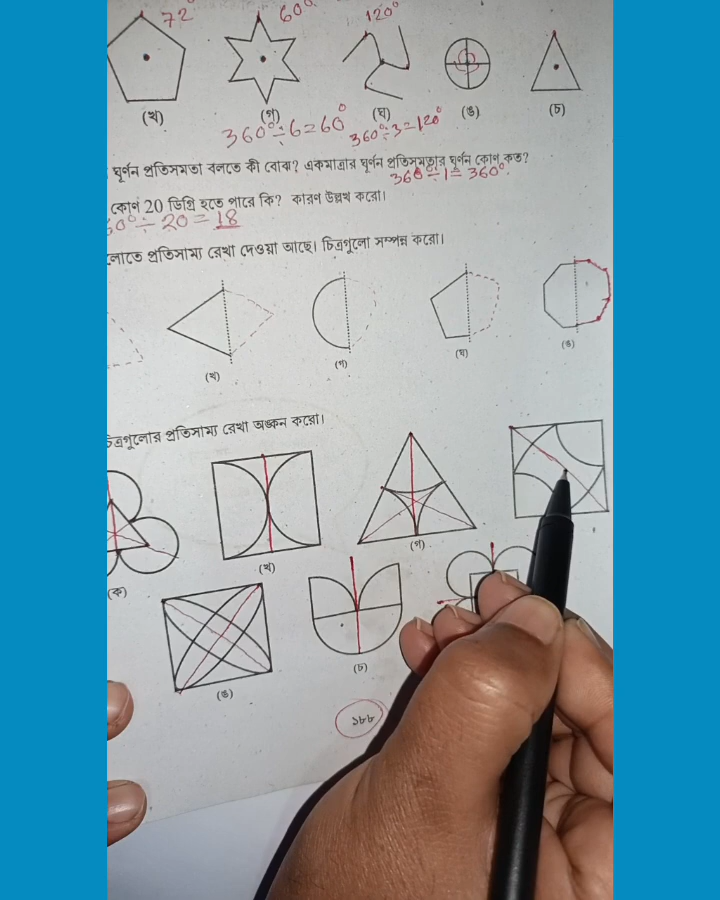 72° 60° 120°
(খ) (গ) (ঘ) (ঙ) (চ)
360°÷6=60° 360°÷3=120°
ঘূর্ণন প্রতিসমতা বলতে কী বোঝ? একমাত্রার ঘূর্ণন প্রতিসমতার ঘূর্ণন কোণ কত?
360°÷1=360°
কোণ 20 ডিগ্রি হতে পারে কি? কারণ উল্লেখ করো।
60°÷20=18
প্রতিসাম্য রেখা দেওয়া আছে। চিত্রগুলো সম্পন্ন করো।
(খ) (গ) (ঘ) (ঙ)
চিত্রগুলোর প্রতিসাম্য রেখা অঙ্কন করো।
(ক) (খ) (গ)
(ঙ) (চ)
১৮৮